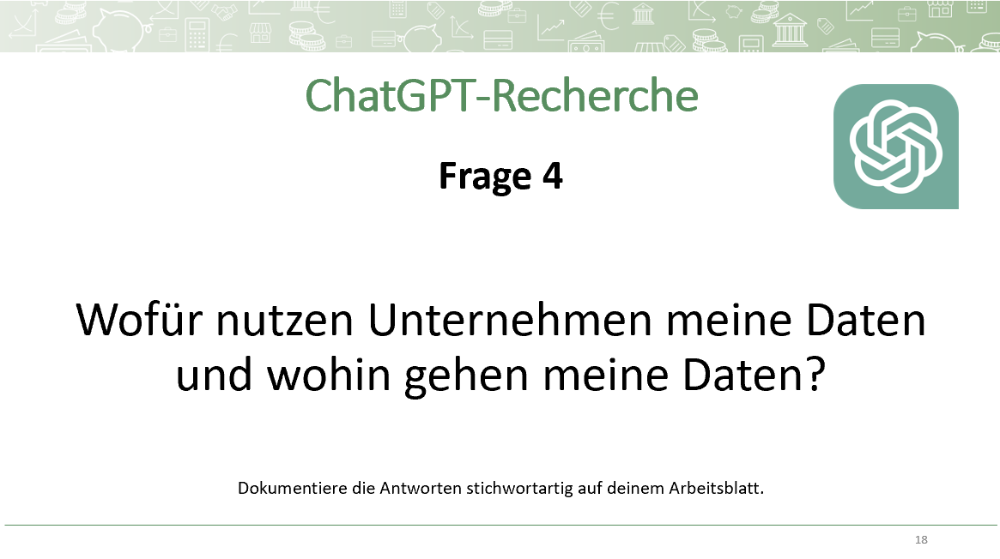 ChatGPT-Recherche
Frage 4
Wofür nutzen Unternehmen meine Daten
und wohin gehen meine Daten?
Dokumentiere die Antworten stichwortartig auf deinem Arbeitsblatt.
18